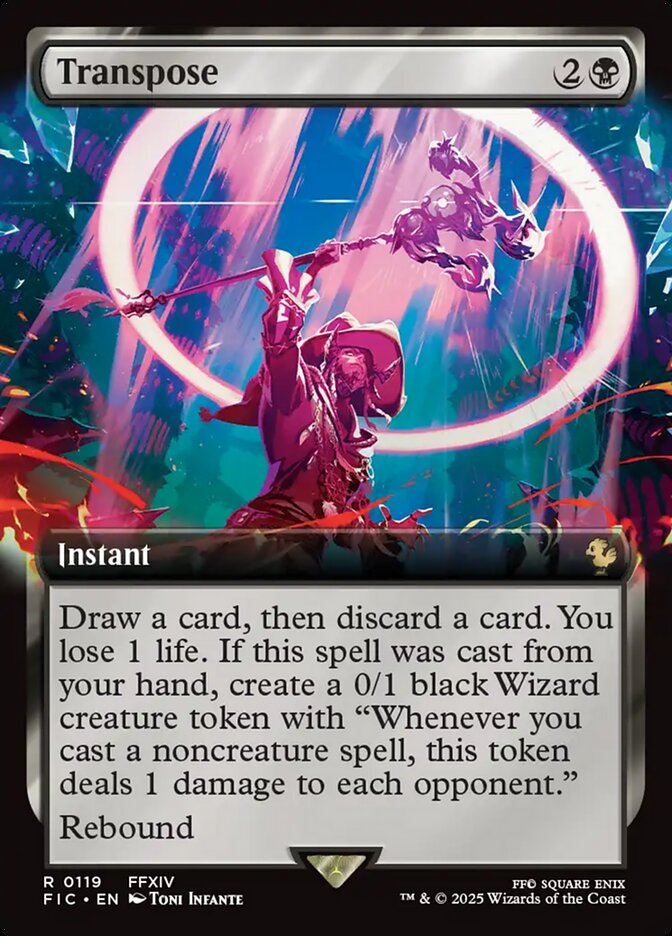 Transpose 2
Instant
Draw a card, then discard a card. You
lose 1 life. If this spell was cast from
your hand, create a 0/1 black Wizard
creature token with “Whenever you
cast a noncreature spell, this token
deals 1 damage to each opponent.”
Rebound
R 0119 FFXIV
FIC • EN Toni Infante
FF© SQUARE ENIX
™ & © 2025 Wizards of the Coast